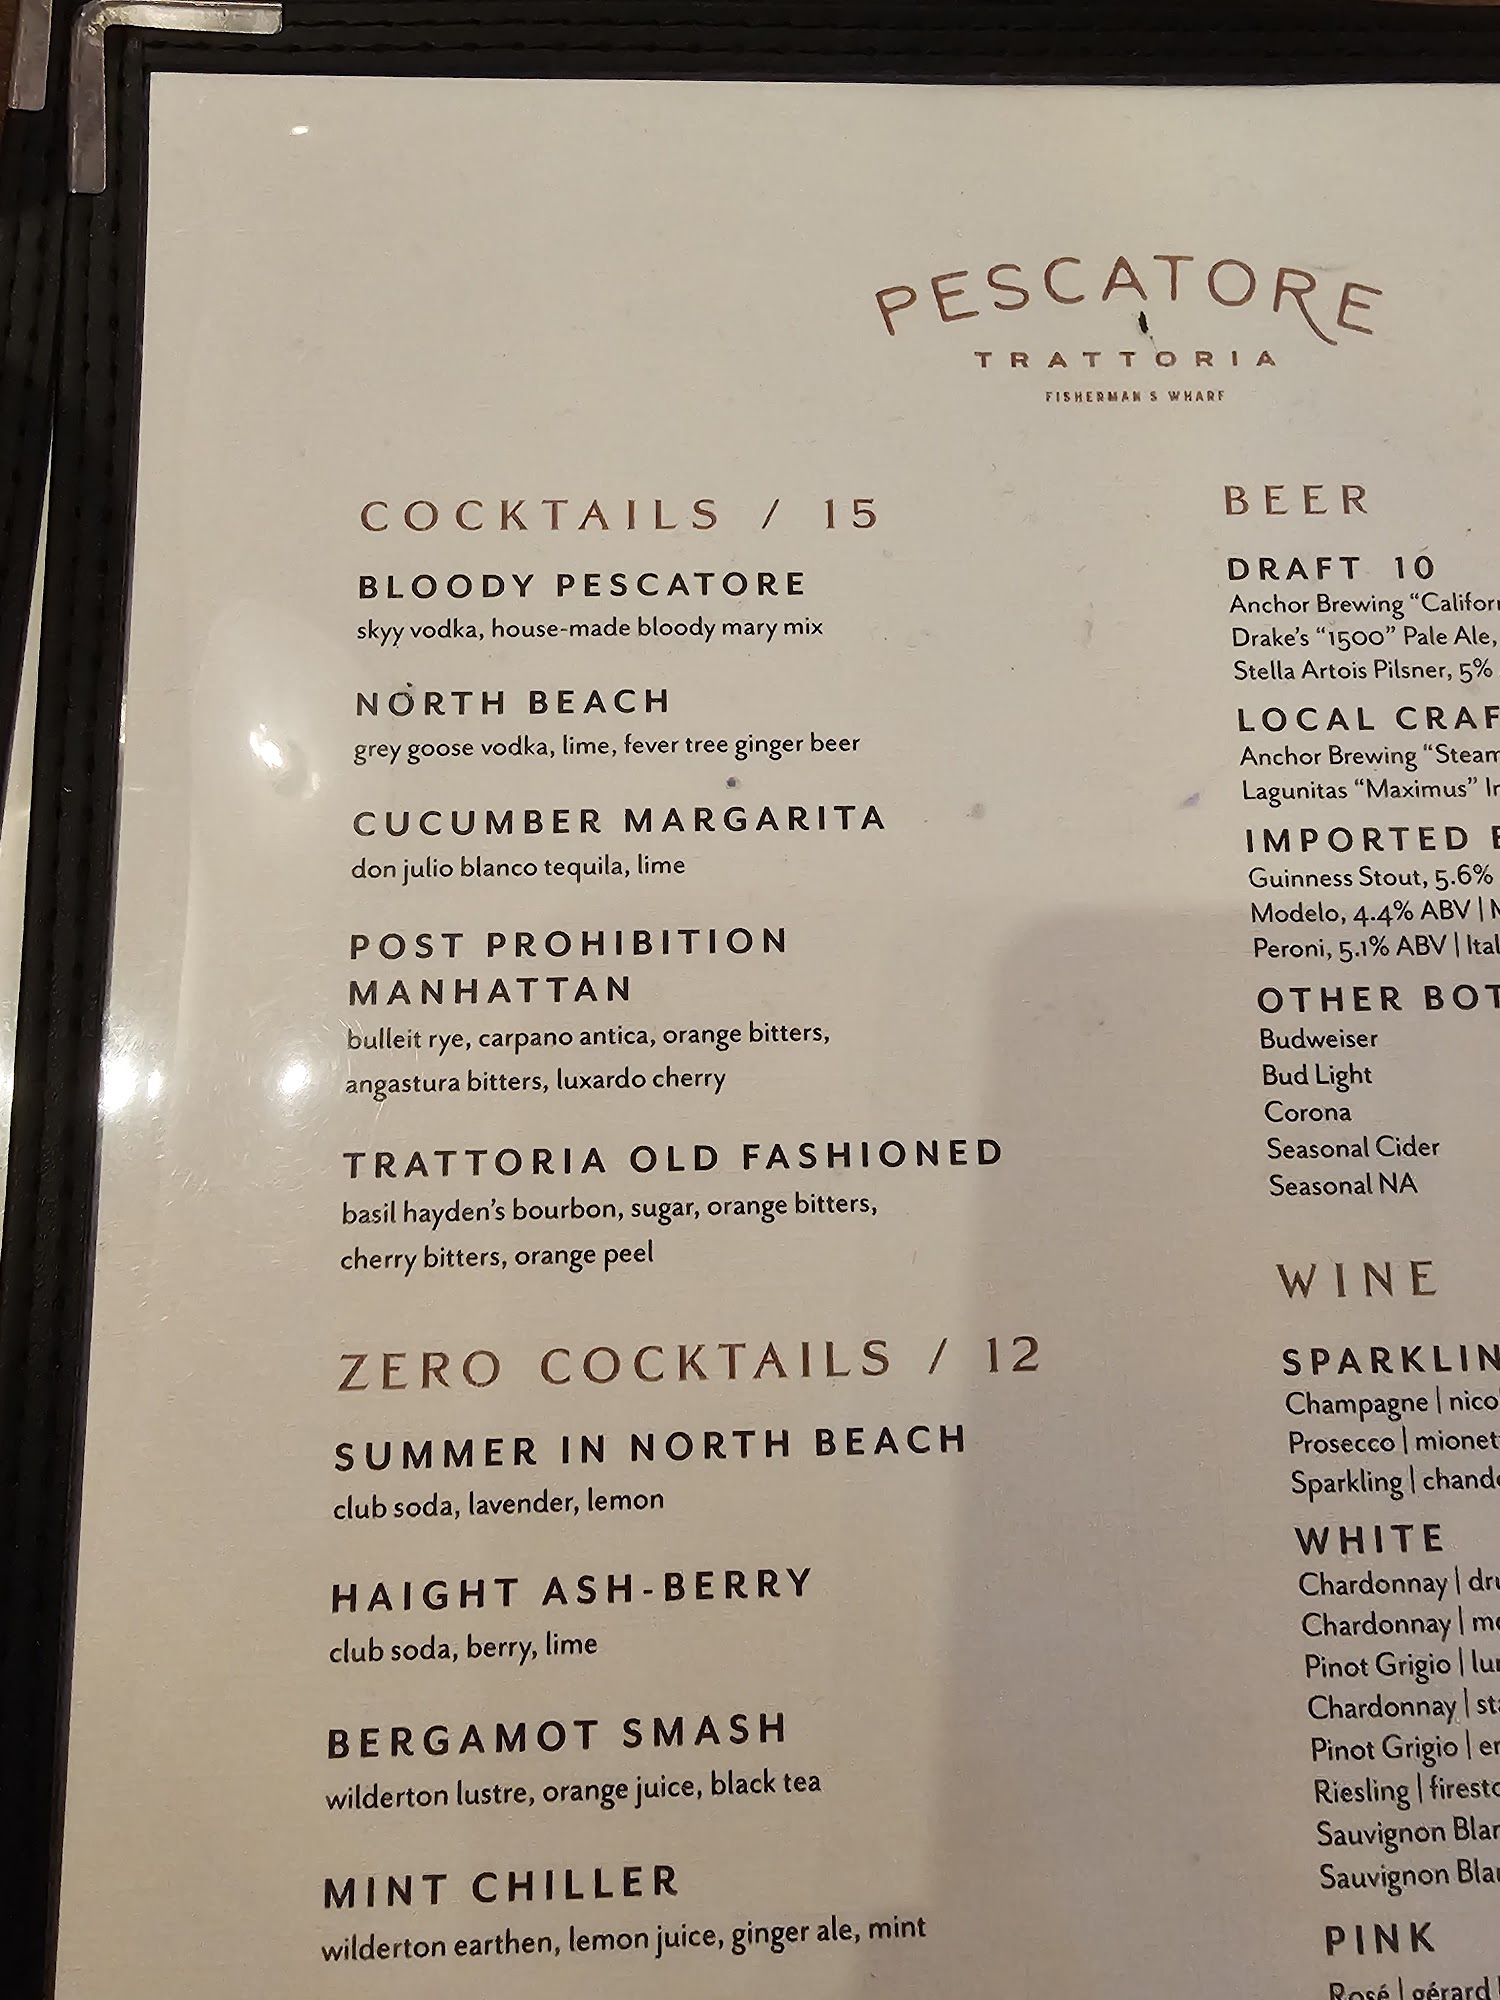 PESCATORE
TRATTORIA
FISHERMAN S WHARF
COCKTAILS / 15
BLOODY PESCATORE
skyy vodka, house-made bloody mary mix
NORTH BEACH
grey goose vodka, lime, fever tree ginger beer
CUCUMBER MARGARITA
don julio blanco tequila, lime
POST PROHIBITION
MANHATTAN
bulleit rye, carpano antica, orange bitters,
angastura bitters, luxardo cherry
TRATTORIA OLD FASHIONED
basil hayden's bourbon, sugar, orange bitters,
cherry bitters, orange peel
ZERO COCKTAILS / 12
SUMMER IN NORTH BEACH
club soda, lavender, lemon
HAIGHT ASH-BERRY
club soda, berry, lime
BERGAMOT SMASH
wilderton lustre, orange juice, black tea
MINT CHILLER
wilderton earthen, lemon juice, ginger ale, mint
BEER
DRAFT 10
Anchor Brewing
Drake's "1500" Pale Ale,
Stella Artois Pilsner, 5%
LOCAL
Anchor Brewing "Steam
Lagunitas "Maximus"
IMPORTED
Guinness Stout, 5.6%
Modelo, 4.4% ABV |
Peroni, 5.1% ABV |
OTHER
Budweiser
Bud Light
Corona
Seasonal Cider
Seasonal NA
WINE
Champagne |
Prosecco |
Sparkling |
WHITE
Chardonnay |
Chardonnay |
Pinot Grigio |
Chardonnay |
Pinot Grigio |
Riesling |
Sauvignon
Sauvignon
PINK
Rosé | gérard